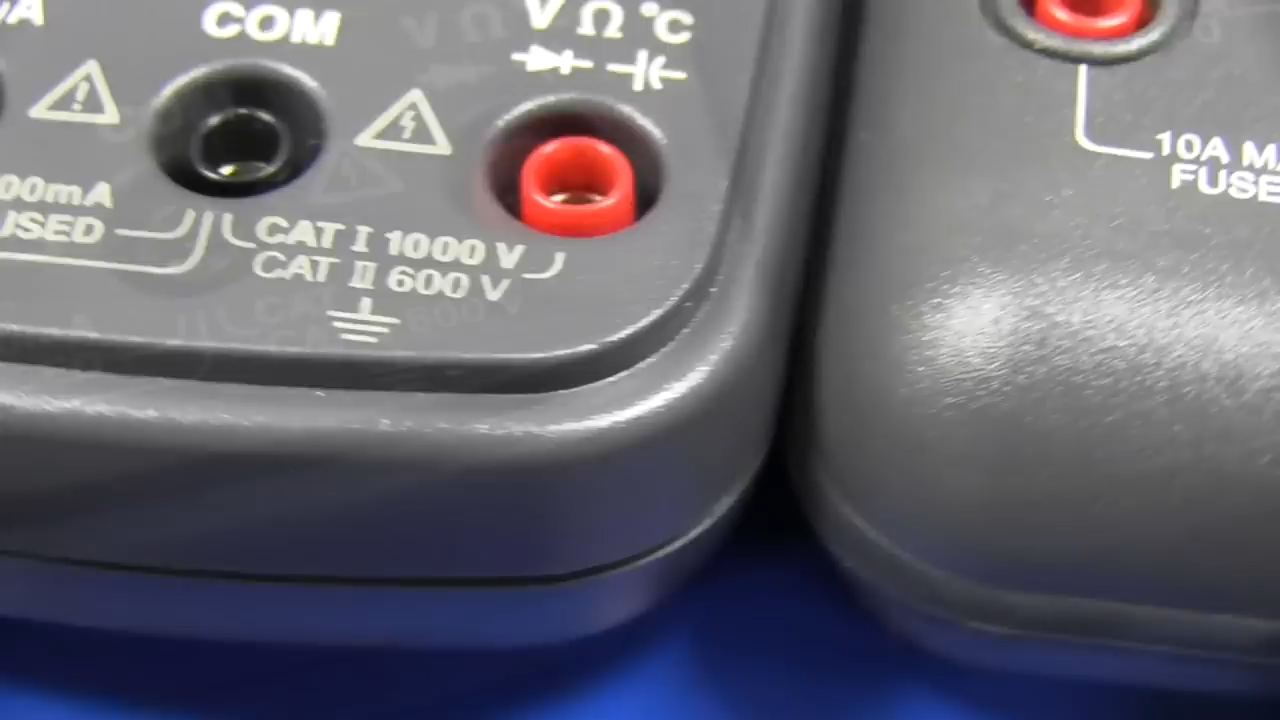 COM
V Ω °C
00mA
USED
CAT I 1000 V
CAT II 600 V
10A MA
FUSE